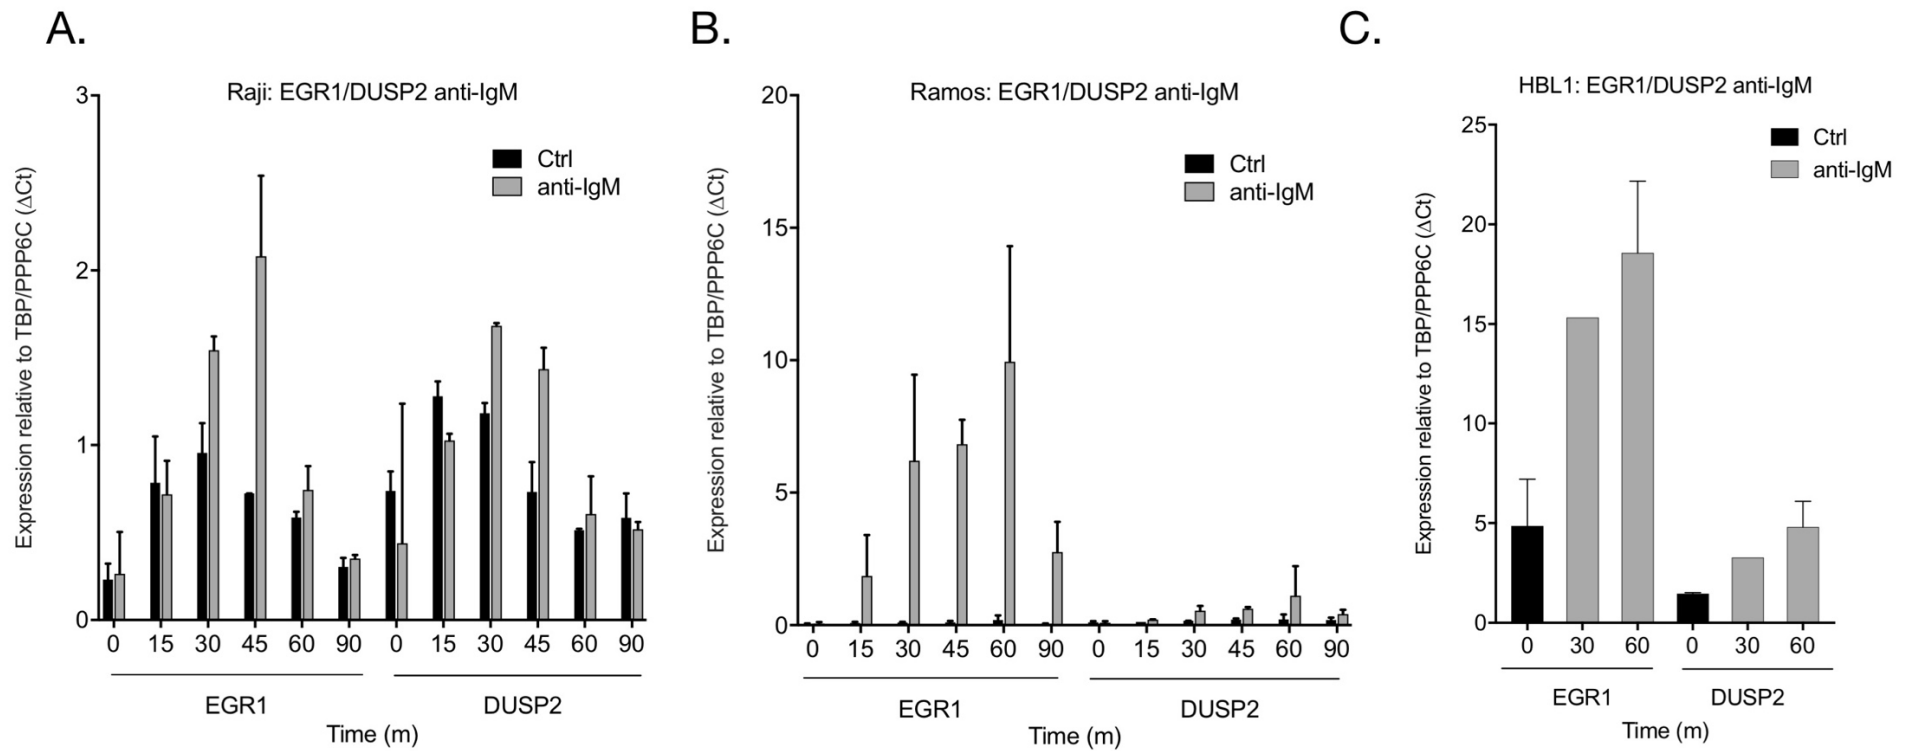 A.
Raji: EGR1/DUSP2 anti-IgM
Ctrl
anti-IgM
Expression relative to TBP/PPP6C (ΔCt)
3
2
1
0
0 15 30 45 60 90 0 15 30 45 60 90
EGR1 DUSP2
Time (m)
B.
Ramos: EGR1/DUSP2 anti-IgM
Ctrl
anti-IgM
Expression relative to TBP/PPP6C (ΔCt)
20
15
10
5
0
0 15 30 45 60 90 0 15 30 45 60 90
EGR1 DUSP2
Time (m)
C.
HBL1: EGR1/DUSP2 anti-IgM
Ctrl
anti-IgM
Expression relative to TBP/PPP6C (ΔCt)
25
20
15
10
5
0
0 30 60 0 30 60
EGR1 DUSP2
Time (m)